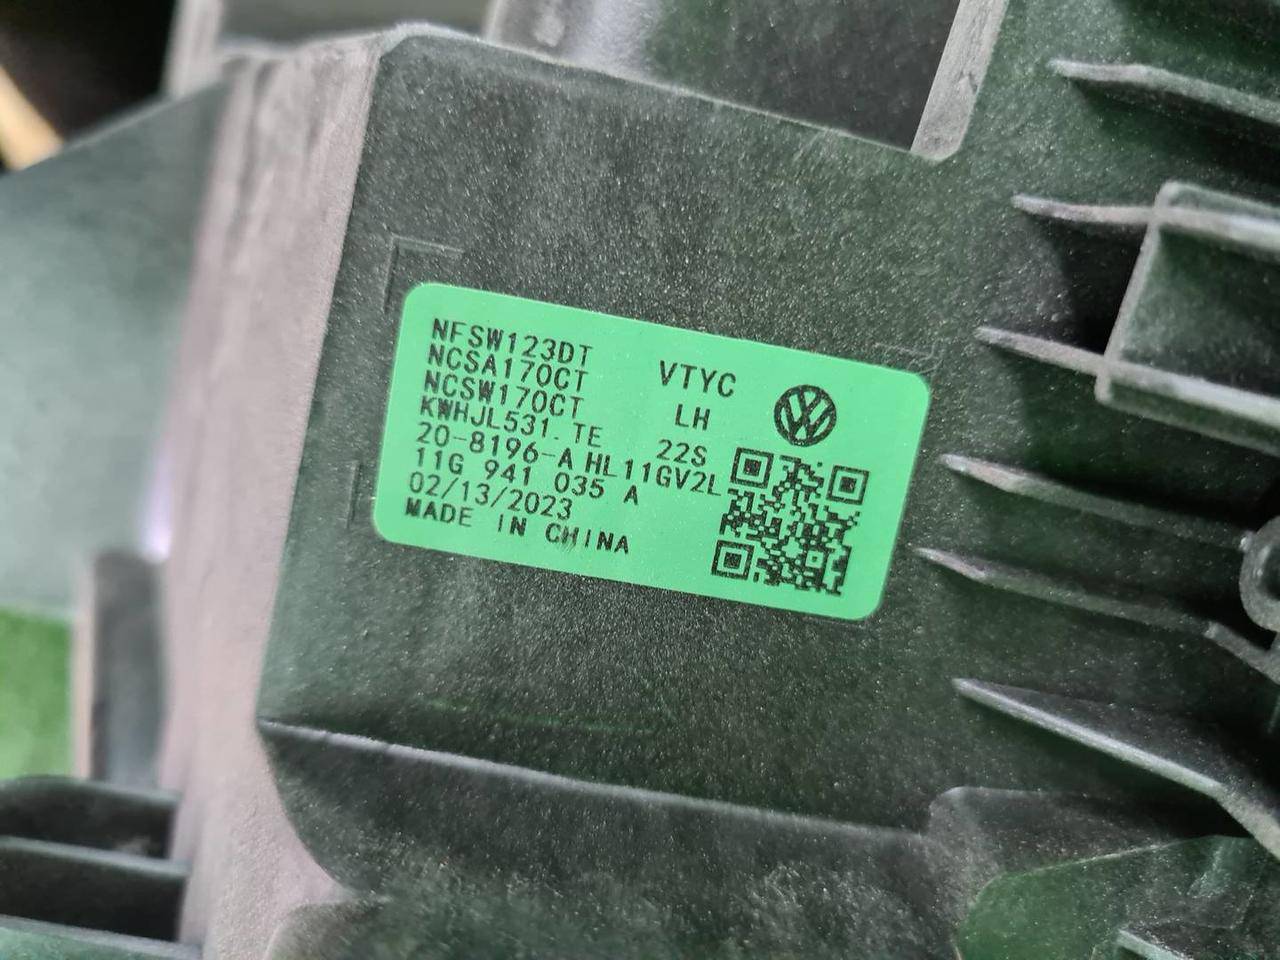 NFSW123DT
NCSA170CT VTYC
NCSW170CT LH
KWHJL531-TE 22S
20-8196-A HL11GV2L
11G 941 035 A
02/13/2023
MADE IN CHINA